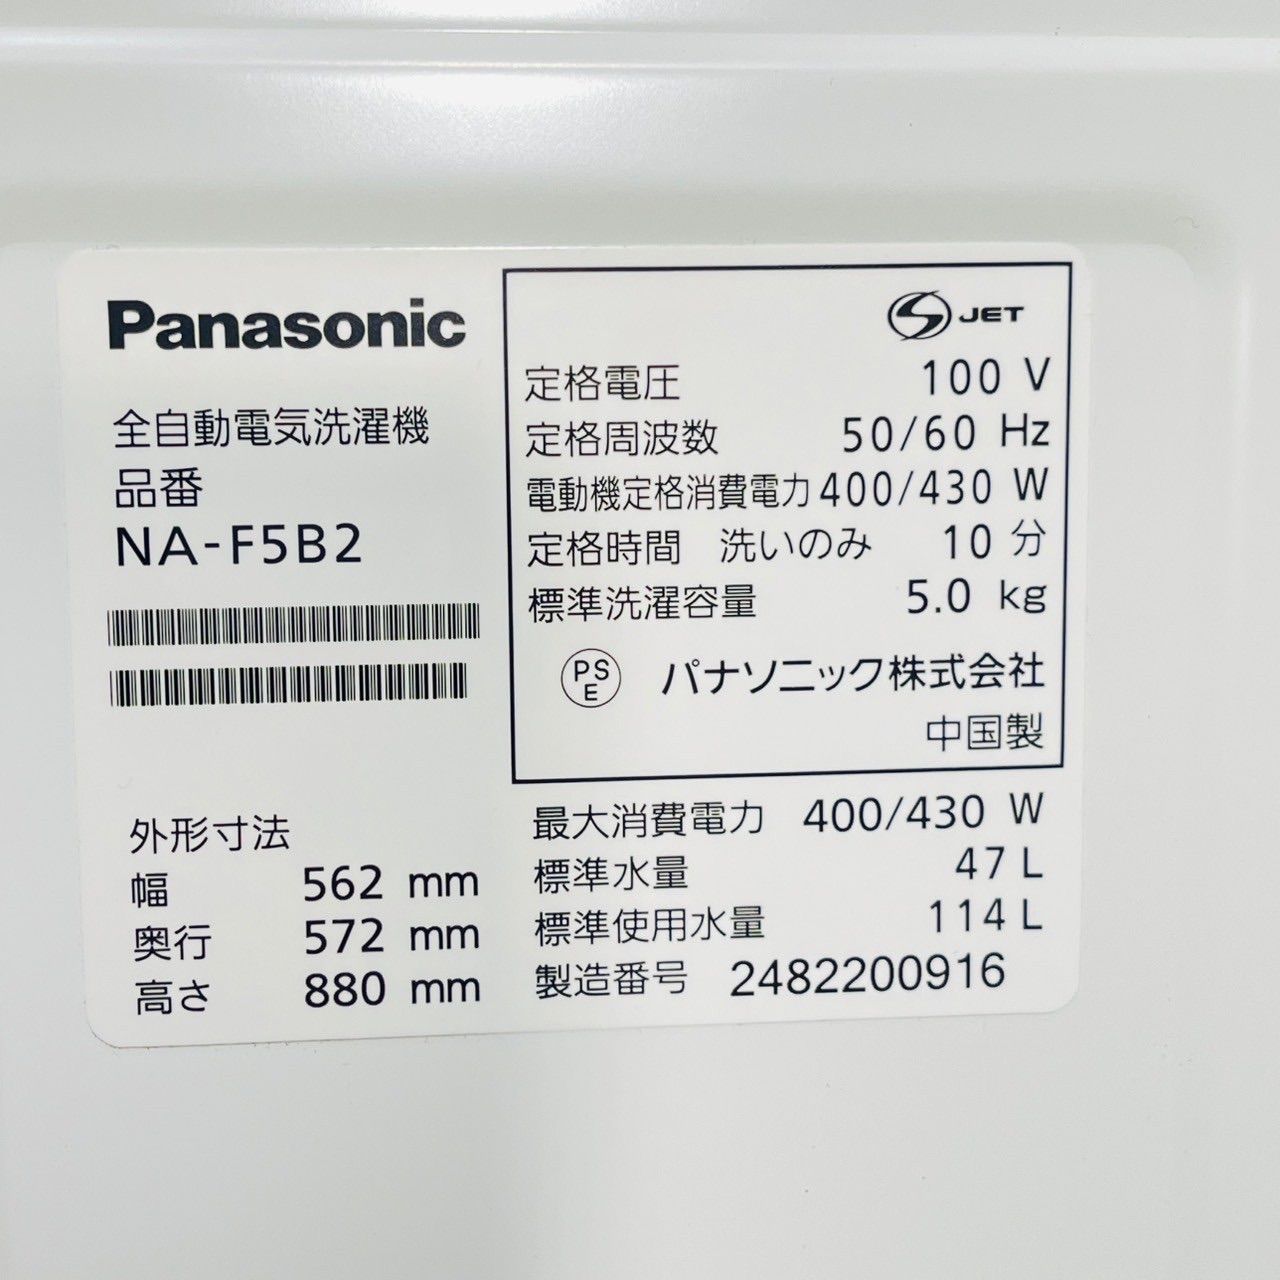 Panasonic
全自動電気洗濯機
品番
NA-F5B2
外形寸法
幅 562 mm
奥行 572 mm
高さ 880 mm
S JET
定格電圧 100 V
定格周波数 50/60 Hz
電動機定格消費電力 400/430 W
定格時間 洗いのみ 10 分
標準洗濯容量 5.0 kg
PS
E
パナソニック株式会社
中国製
最大消費電力 400/430 W
標準水量 47 L
標準使用水量 114 L
製造番号 2482200916